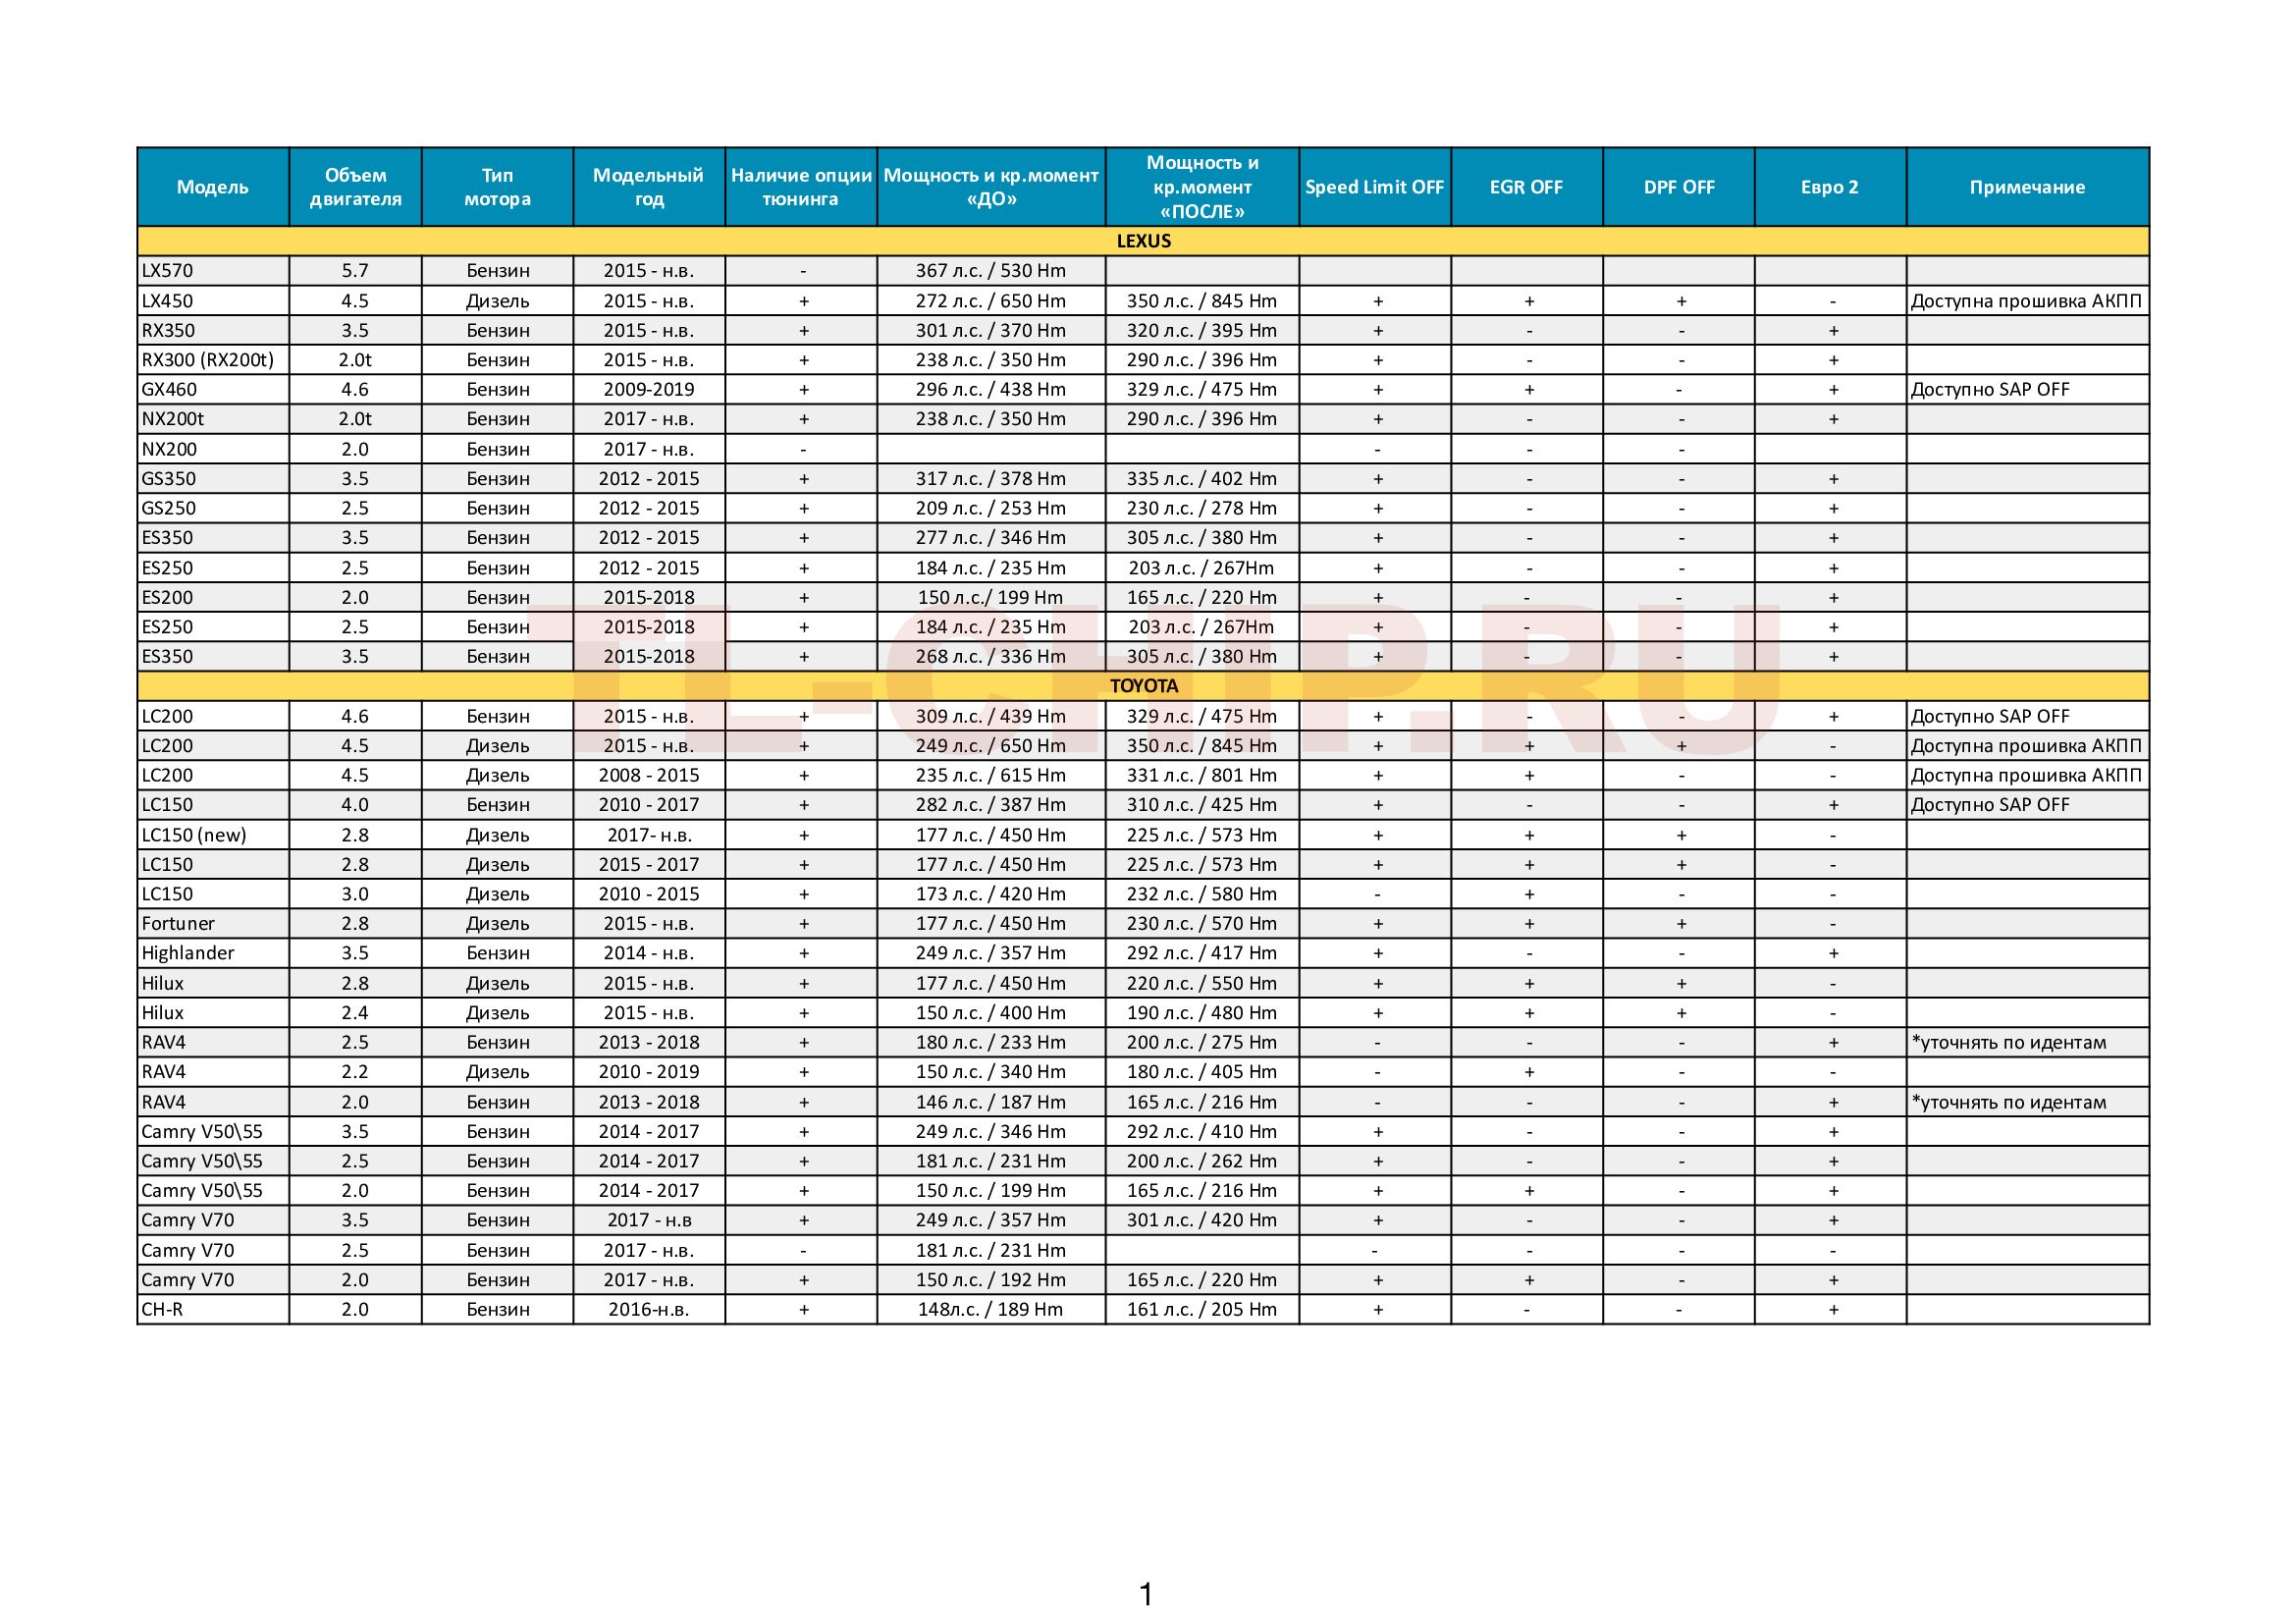 Модель Объем двигателя Тип мотора Модельный год Наличие опции тюнинга Мощность и кр.момент «ДО» Мощность и кр.момент «ПОСЛЕ» Speed Limit OFF EGR OFF DPF OFF Евро 2 Примечание
LEXUS
LX570 5.7 Бензин 2015 - н.в. - 367 л.с. / 530 Hm
LX450 4.5 Дизель 2015 - н.в. + 272 л.с. / 650 Hm 350 л.с. / 845 Hm + + + - Доступна прошивка АКПП
RX350 3.5 Бензин 2015 - н.в. + 301 л.с. / 370 Hm 320 л.с. / 395 Hm + - - +
RX300 (RX200t) 2.0t Бензин 2015 - н.в. + 238 л.с. / 350 Hm 290 л.с. / 396 Hm + - - +
GX460 4.6 Бензин 2009-2019 + 296 л.с. / 438 Hm 329 л.с. / 475 Hm + + - + Доступно SAP OFF
NX200t 2.0t Бензин 2017 - н.в. + 238 л.с. / 350 Hm 290 л.с. / 396 Hm + - - +
NX200 2.0 Бензин 2017 - н.в. - - - -
GS350 3.5 Бензин 2012 - 2015 + 317 л.с. / 378 Hm 335 л.с. / 402 Hm + - - +
GS250 2.5 Бензин 2012 - 2015 + 209 л.с. / 253 Hm 230 л.с. / 278 Hm + - - +
ES350 3.5 Бензин 2012 - 2015 + 277 л.с. / 346 Hm 305 л.с. / 380 Hm + - - +
ES250 2.5 Бензин 2012 - 2015 + 184 л.с. / 235 Hm 203 л.с. / 267Hm + - - +
ES200 2.0 Бензин 2015-2018 + 150 л.с./ 199 Hm 165 л.с. / 220 Hm + - - +
ES250 2.5 Бензин 2015-2018 + 184 л.с. / 235 Hm 203 л.с. / 267Hm + - - +
ES350 3.5 Бензин 2015-2018 + 268 л.с. / 336 Hm 305 л.с. / 380 Hm + - - +
TL-CHIP.RU
TOYOTA
LC200 4.6 Бензин 2015 - н.в. + 309 л.с. / 439 Hm 329 л.с. / 475 Hm + - - + Доступно SAP OFF
LC200 4.5 Дизель 2015 - н.в. + 249 л.с. / 650 Hm 350 л.с. / 845 Hm + + + - Доступна прошивка АКПП
LC200 4.5 Дизель 2008 - 2015 + 235 л.с. / 615 Hm 331 л.с. / 801 Hm + + - - Доступна прошивка АКПП
LC150 4.0 Бензин 2010 - 2017 + 282 л.с. / 387 Hm 310 л.с. / 425 Hm + - - + Доступно SAP OFF
LC150 (new) 2.8 Дизель 2017- н.в. + 177 л.с. / 450 Hm 225 л.с. / 573 Hm + + + -
LC150 2.8 Дизель 2015 - 2017 + 177 л.с. / 450 Hm 225 л.с. / 573 Hm + + + -
LC150 3.0 Дизель 2010 - 2015 + 173 л.с. / 420 Hm 232 л.с. / 580 Hm - + - -
Fortuner 2.8 Дизель 2015 - н.в. + 177 л.с. / 450 Hm 230 л.с. / 570 Hm + + + -
Highlander 3.5 Бензин 2014 - н.в. + 249 л.с. / 357 Hm 292 л.с. / 417 Hm + - - +
Hilux 2.8 Дизель 2015 - н.в. + 177 л.с. / 450 Hm 220 л.с. / 550 Hm + + + -
Hilux 2.4 Дизель 2015 - н.в. + 150 л.с. / 400 Hm 190 л.с. / 480 Hm + + + -
RAV4 2.5 Бензин 2013 - 2018 + 180 л.с. / 233 Hm 200 л.с. / 275 Hm - - - + *уточнять по идентам
RAV4 2.2 Дизель 2010 - 2019 + 150 л.с. / 340 Hm 180 л.с. / 405 Hm - + - -
RAV4 2.0 Бензин 2013 - 2018 + 146 л.с. / 187 Hm 165 л.с. / 216 Hm - - - + *уточнять по идентам
Camry V50\55 3.5 Бензин 2014 - 2017 + 249 л.с. / 346 Hm 292 л.с. / 410 Hm + - - +
Camry V50\55 2.5 Бензин 2014 - 2017 + 181 л.с. / 231 Hm 200 л.с. / 262 Hm + - - +
Camry V50\55 2.0 Бензин 2014 - 2017 + 150 л.с. / 199 Hm 165 л.с. / 216 Hm + + - +
Camry V70 3.5 Бензин 2017 - н.в + 249 л.с. / 357 Hm 301 л.с. / 420 Hm + - - +
Camry V70 2.5 Бензин 2017 - н.в. - 181 л.с. / 231 Hm - - - -
Camry V70 2.0 Бензин 2017 - н.в. + 150 л.с. / 192 Hm 165 л.с. / 220 Hm + + - +
CH-R 2.0 Бензин 2016-н.в. + 148л.с. / 189 Hm 161 л.с. / 205 Hm + - - +
1